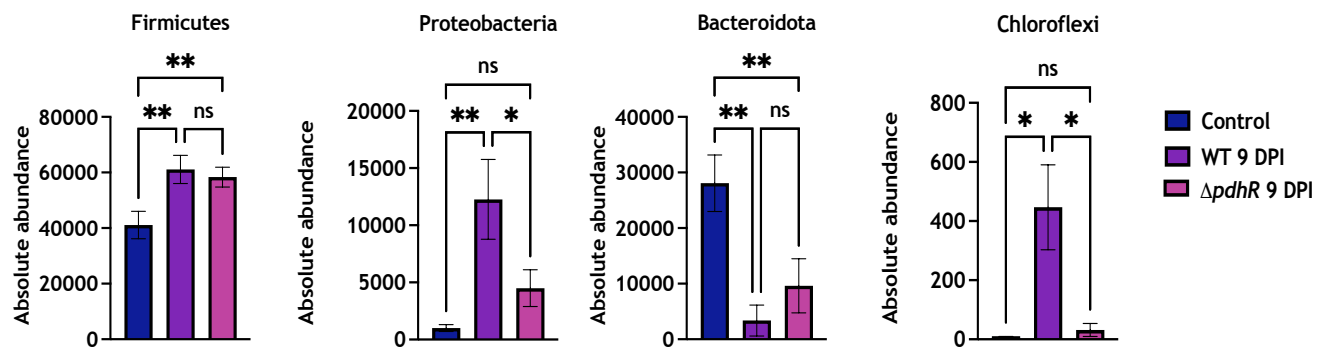 Firmicutes
**
**
ns
80000
60000
40000
20000
0
Absolute abundance
Proteobacteria
ns
**
*
20000
15000
10000
5000
0
Absolute abundance
Bacteroidota
**
**
ns
40000
30000
20000
10000
0
Absolute abundance
Chloroflexi
ns
*
*
800
600
400
200
0
Absolute abundance
Control
WT 9 DPI
ΔpdhR 9 DPI